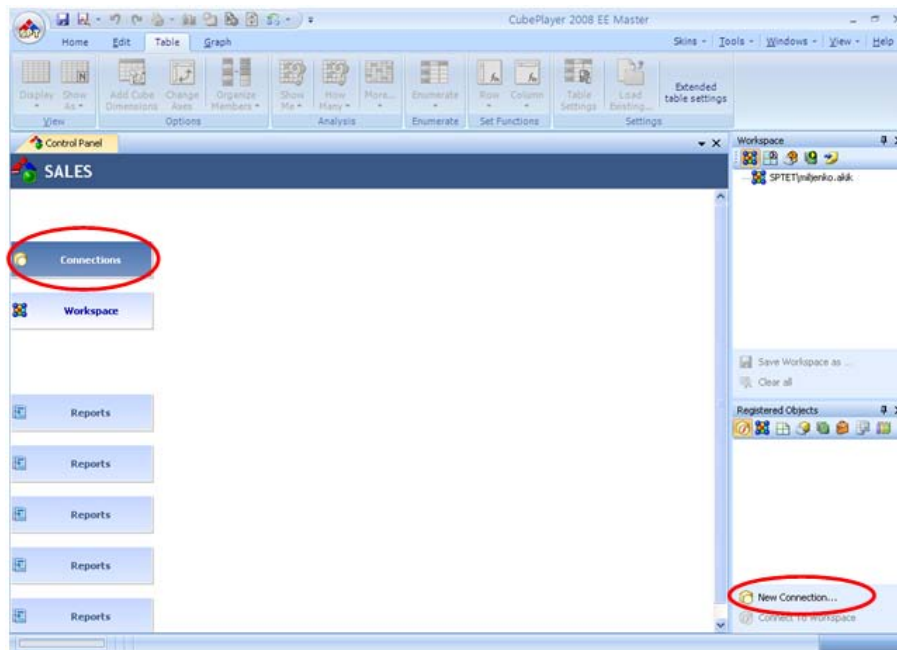 CubePlayer 2008 EE Master
Home Edit Table Graph
Skins Tools Windows View Help
Display Show As Add Cube Dimensions Change Axes Organize Members Show Me How Many More... Enumerate Row Column Table Settings Load Existing... Extended table settings
View Options Analysis Enumerate Set Functions Settings
Control Panel
SALES
Connections
Workspace
Reports
Reports
Reports
Reports
Reports
Workspace
SPTET\miljenko.akik
Save Workspace as ...
Clear all
Registered Objects
New Connection...
Connect To Workspace